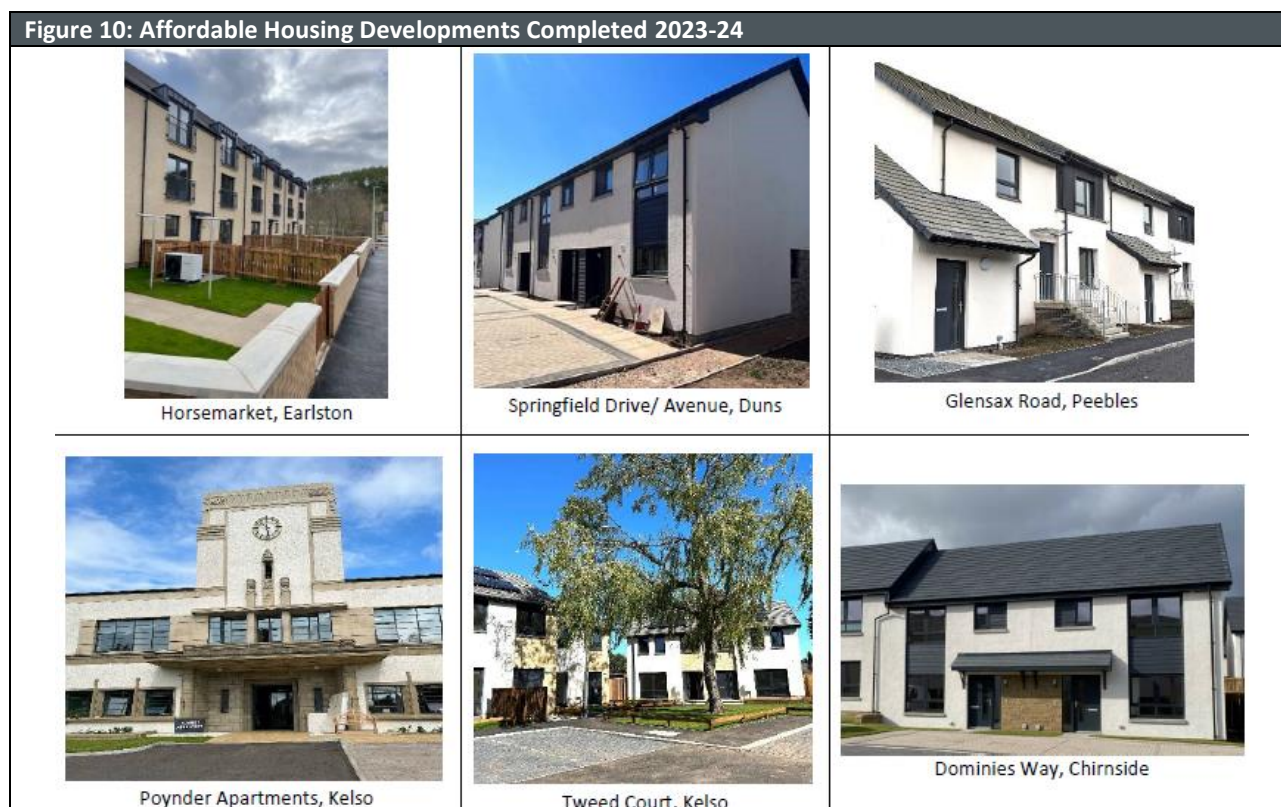 Figure 10: Affordable Housing Developments Completed 2023-24
Horsemarket, Earlston
Springfield Drive/ Avenue, Duns
Glensax Road, Peebles
Poynder Apartments, Kelso
Tweed Court, Kelso
Dominies Way, Chirnside